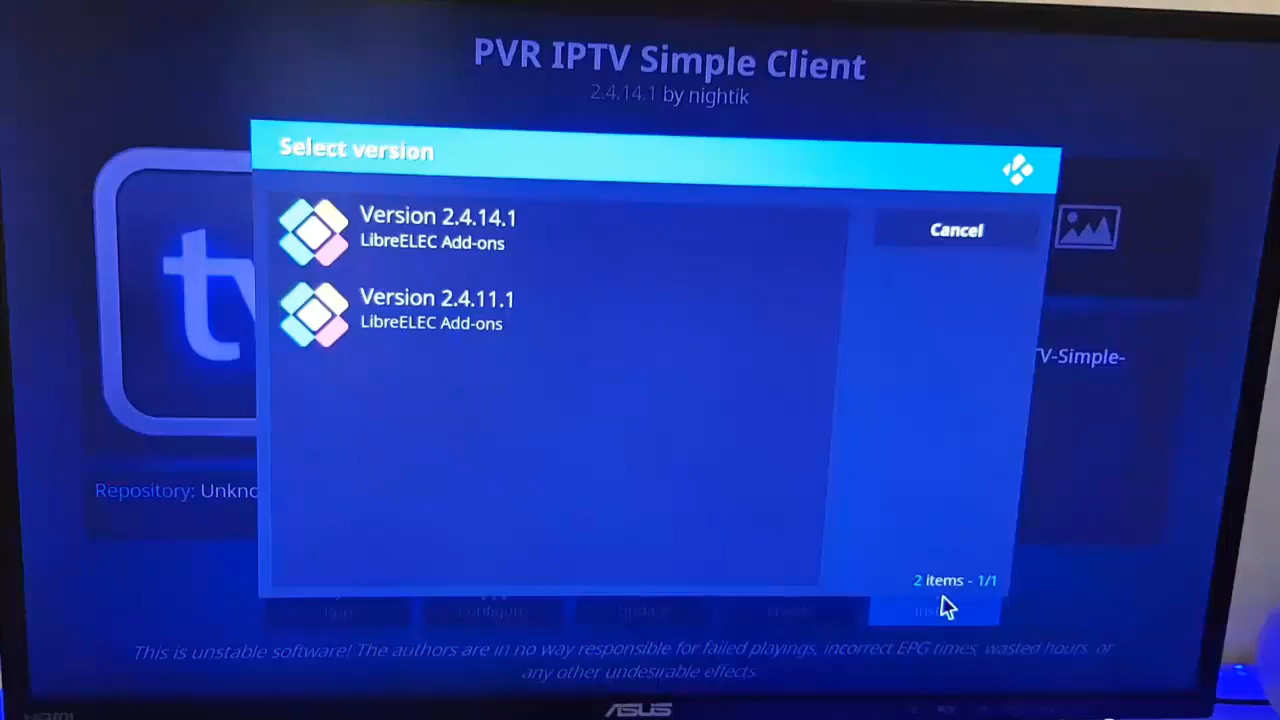 PVR IPTV Simple Client
2.4.14.1 by nightik
Select version
Version 2.4.14.1
LibreELEC Add-ons
Cancel
Version 2.4.11.1
LibreELEC Add-ons
TV-Simple-
tv
Repository: Unkno
2 items - 1/1
Configure
This is unstable software! The authors are in no way responsible for failed playings, incorrect EPG times, wasted hours, or
any other undesirable effects.
HDMI
ASUS